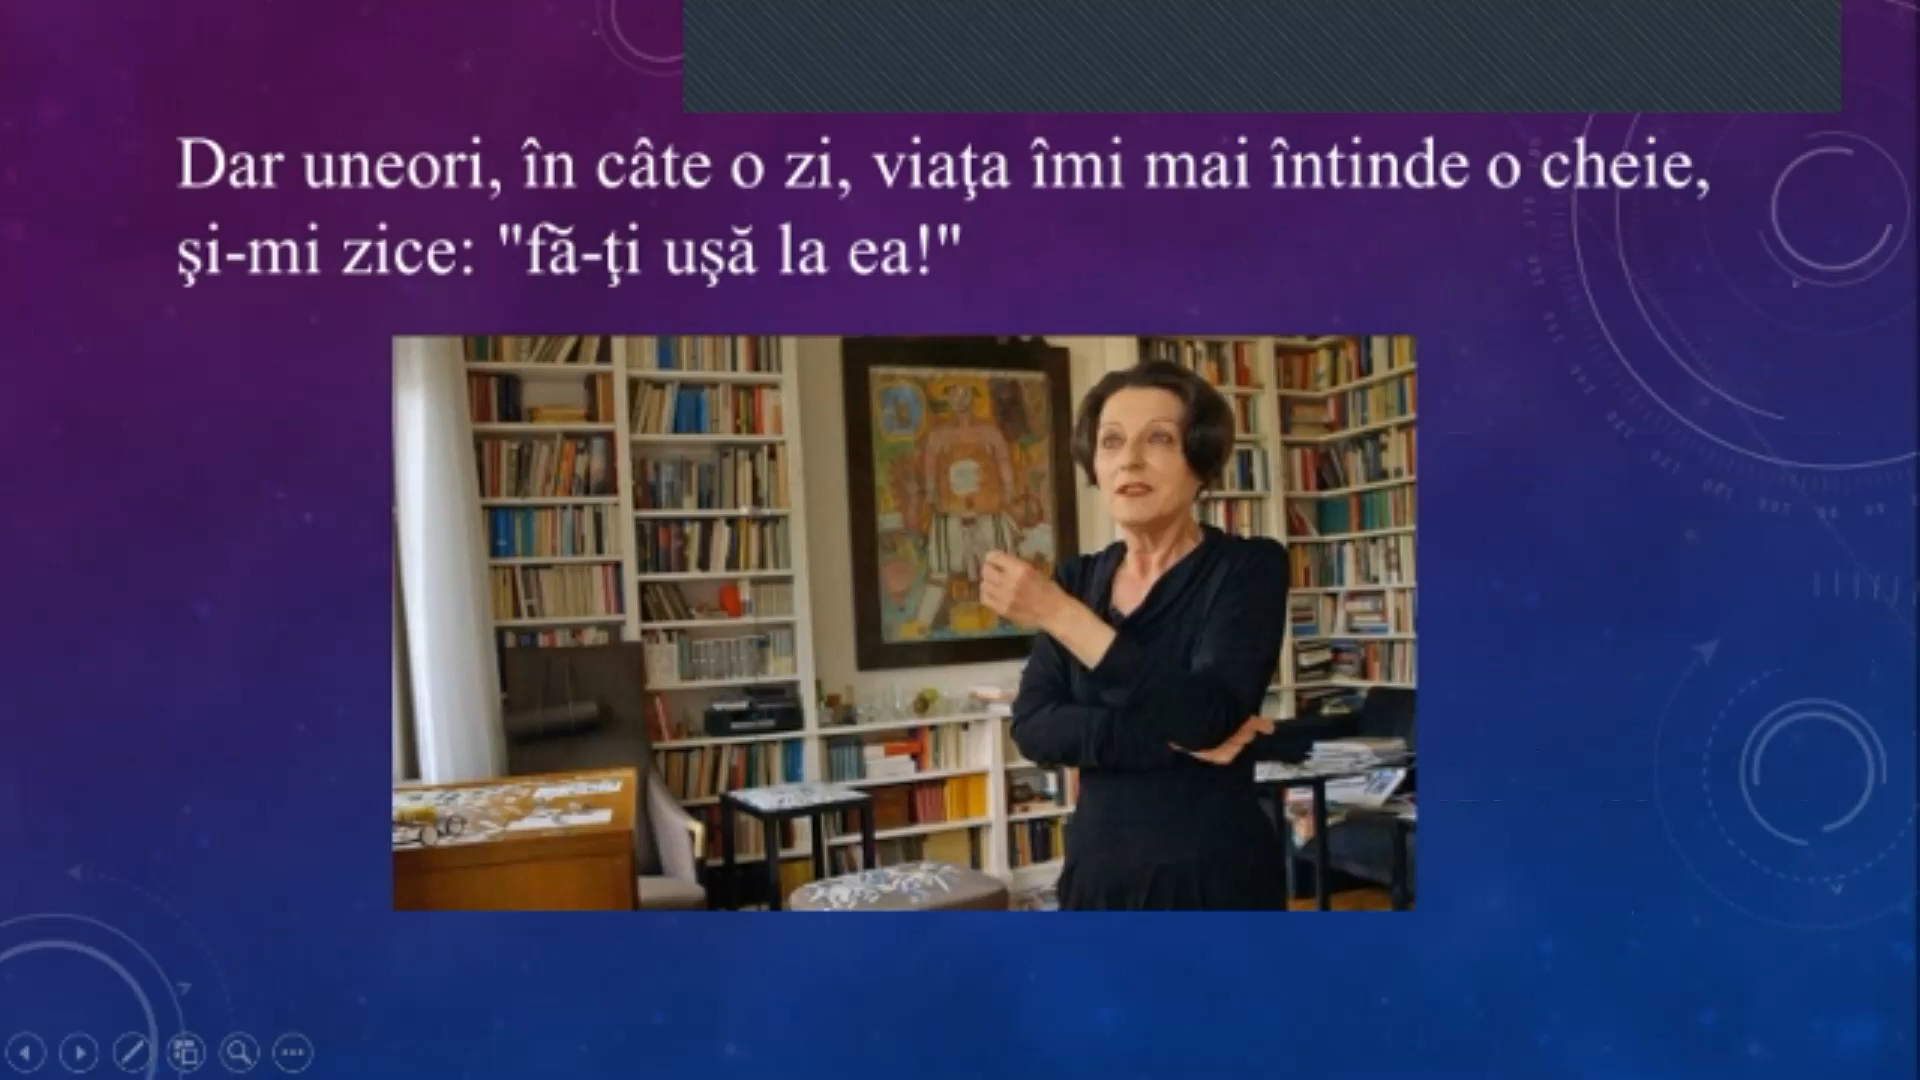 Dar uneori, în câte o zi, viaţa îmi mai întinde o cheie,
şi-mi zice: "fă-ţi uşă la ea!"